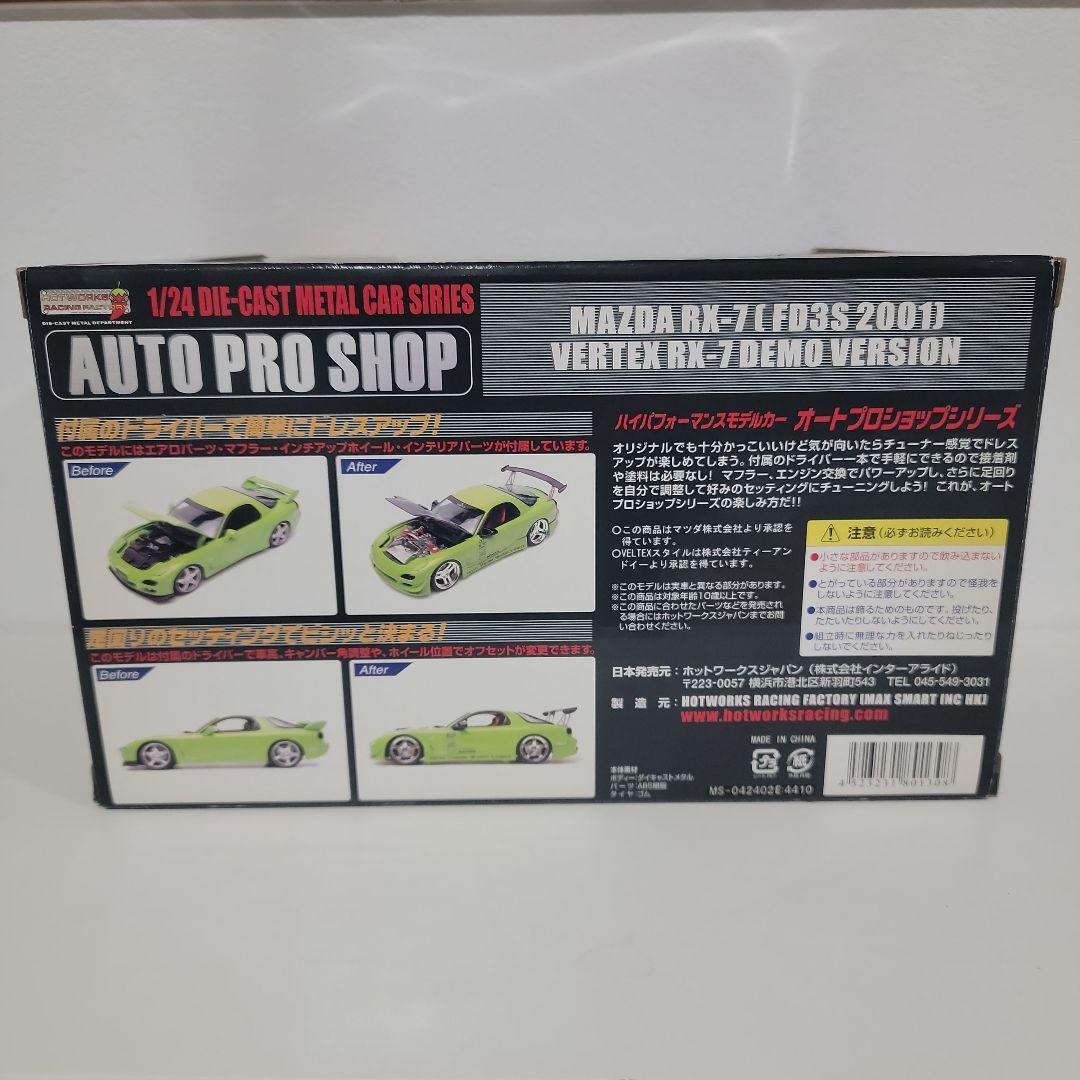 HOTWORKS
RACING FACTORY
DIE-CAST METAL DEPARTMENT
1/24 DIE-CAST METAL CAR SIRIES
AUTO PRO SHOP
MAZDA RX-7 ( FD3S 2001)
VERTEX RX-7 DEMO VERSION
付属のドライバーで簡単にドレスアップ!
このモデルにはエアロパーツ・マフラー・インチアップホイール・インテリアパーツが付属しています。
Before
After
足回りのセッティングでビシッと決まる!
このモデルは付属のドライバーで車高、キャンバー角調整や、ホイール位置でオフセットが変更できます。
Before
After
ハイパフォーマンスモデルカー オートプロショップシリーズ
オリジナルでも十分かっこいいけど気が向いたらチューナー感覚でドレス
アップが楽しめてしまう。付属のドライバー一本で手軽にできるので接着剤
や塗料は必要なし! マフラー、エンジン交換でパワーアップし、さらに足回り
を自分で調整して好みのセッティングにチューニングしよう! これが、オート
プロショップシリーズの楽しみ方だ!!
○この商品はマツダ株式会社より承認を
得ています。
○VELTEXスタイルは株式会社ティーアン
ドイーより承認を得ています。
※このモデルは実車と異なる部分があります。
※この商品は対象年齢10歳以上です。
※この商品に合わせたパーツなどを発売され
る場合にはホットワークスジャパンまでお問
い合わせください。
注意(必ずお読みください)
●小さな部品がありますので飲み込まない
ように注意してください。
●とがっている部分がありますので怪我を
しないように注意してください。
●本商品は飾るためのものです。投げたり、
たたいたりしないようにしてください。
●組立時に無理な力を入れたりねじったり
しないでください。
日本発売元:ホットワークスジャパン(株式会社インターアライド)
〒223-0057 横浜市港北区新羽町543 TEL 045-549-3031
製造元:HOTWORKS RACING FACTORY (MAX SMART INC HK)
www.hotworksracing.com
MADE IN CHINA
本体素材
ボディー:ダイキャストメタル
パーツ:ABS樹脂
タイヤ:ゴム
プラ
紙
MS-042402E 4410
4 523231 801308